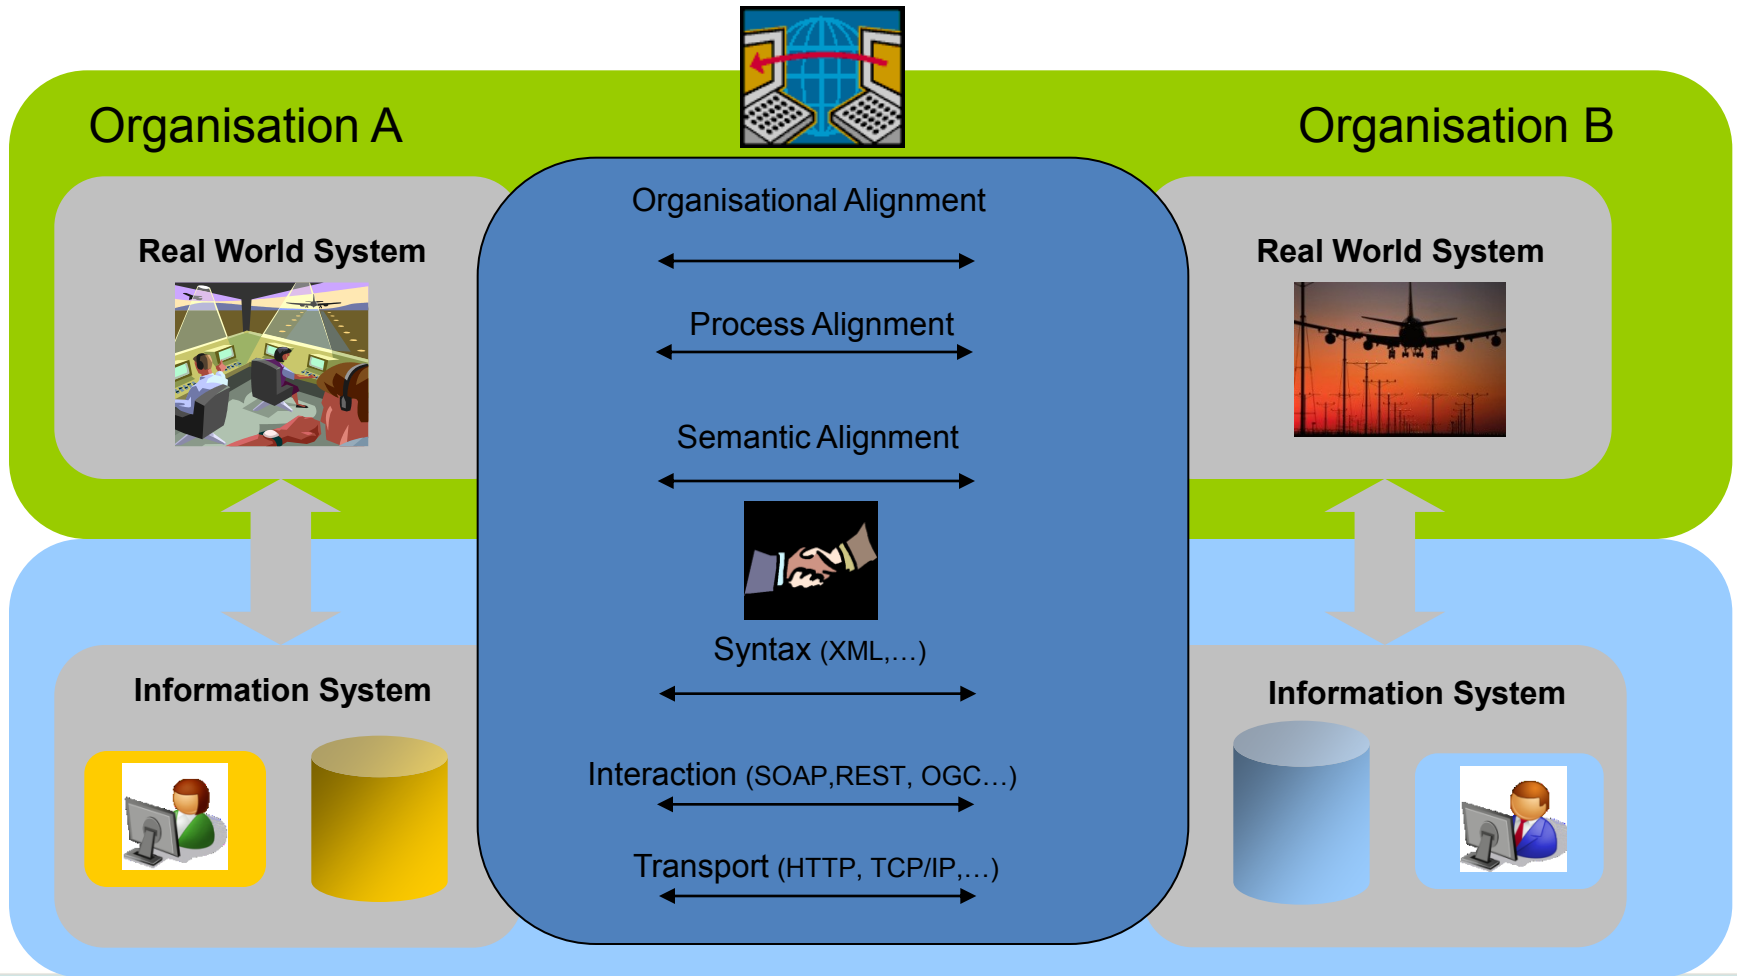 Organisation A
Organisation B
Organisational Alignment
Real World System
Real World System
Process Alignment
Semantic Alignment
Syntax (XML,…)
Information System
Information System
Interaction (SOAP,REST, OGC…)
Transport (HTTP, TCP/IP,…)